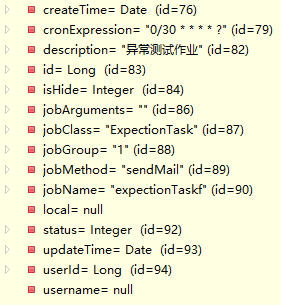 createTime= Date (id=76)
cronExpression= "0/30 * * * * ?" (id=79)
description= "异常测试作业" (id=82)
id= Long (id=83)
isHide= Integer (id=84)
jobArguments= "" (id=86)
jobClass= "ExpectionTask" (id=87)
jobGroup= "1" (id=88)
jobMethod= "sendMail" (id=89)
jobName= "expectionTaskf" (id=90)
local= null
status= Integer (id=92)
updateTime= Date (id=93)
userId= Long (id=94)
username= null